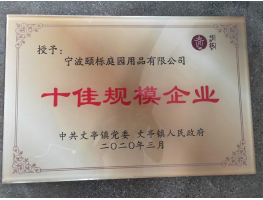 授予：
宁波颐栎庭园用品有限公司
十佳规模企业
中共丈亭镇党委 丈亭镇人民政府
二〇二〇年三月